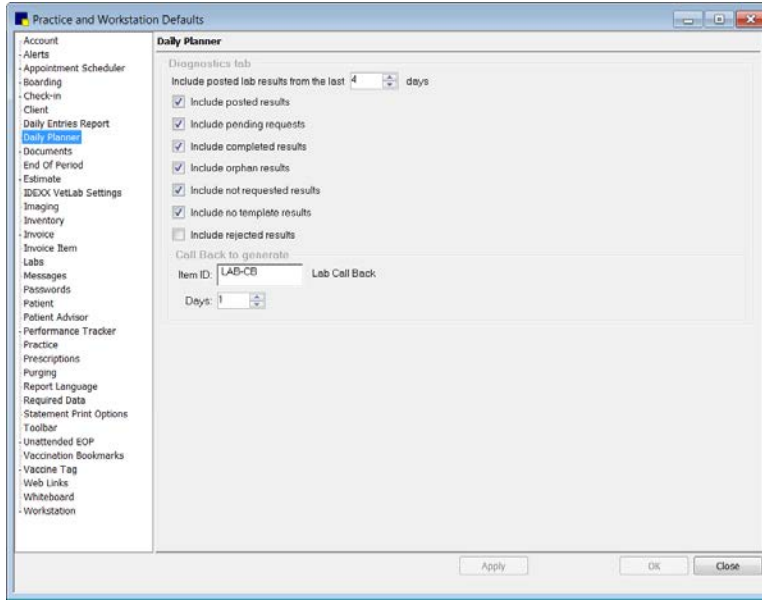 Practice and Workstation Defaults
Account
Alerts
Appointment Scheduler
Boarding
Check-in
Client
Daily Entries Report
Daily Planner
Documents
End Of Period
Estimate
IDEXX VetLab Settings
Imaging
Inventory
Invoice
Invoice Item
Labs
Messages
Passwords
Patient
Patient Advisor
Performance Tracker
Practice
Prescriptions
Purging
Report Language
Required Data
Statement Print Options
Toolbar
Unattended EOP
Vaccination Bookmarks
Vaccine Tag
Web Links
Whiteboard
Workstation
Daily Planner
Diagnostics tab
Include posted lab results from the last 4 days
Include posted results
Include pending requests
Include completed results
Include orphan results
Include not requested results
Include no template results
Include rejected results
Call Back to generate
Item ID: LAB-CB Lab Call Back
Days: 1
Apply OK Close